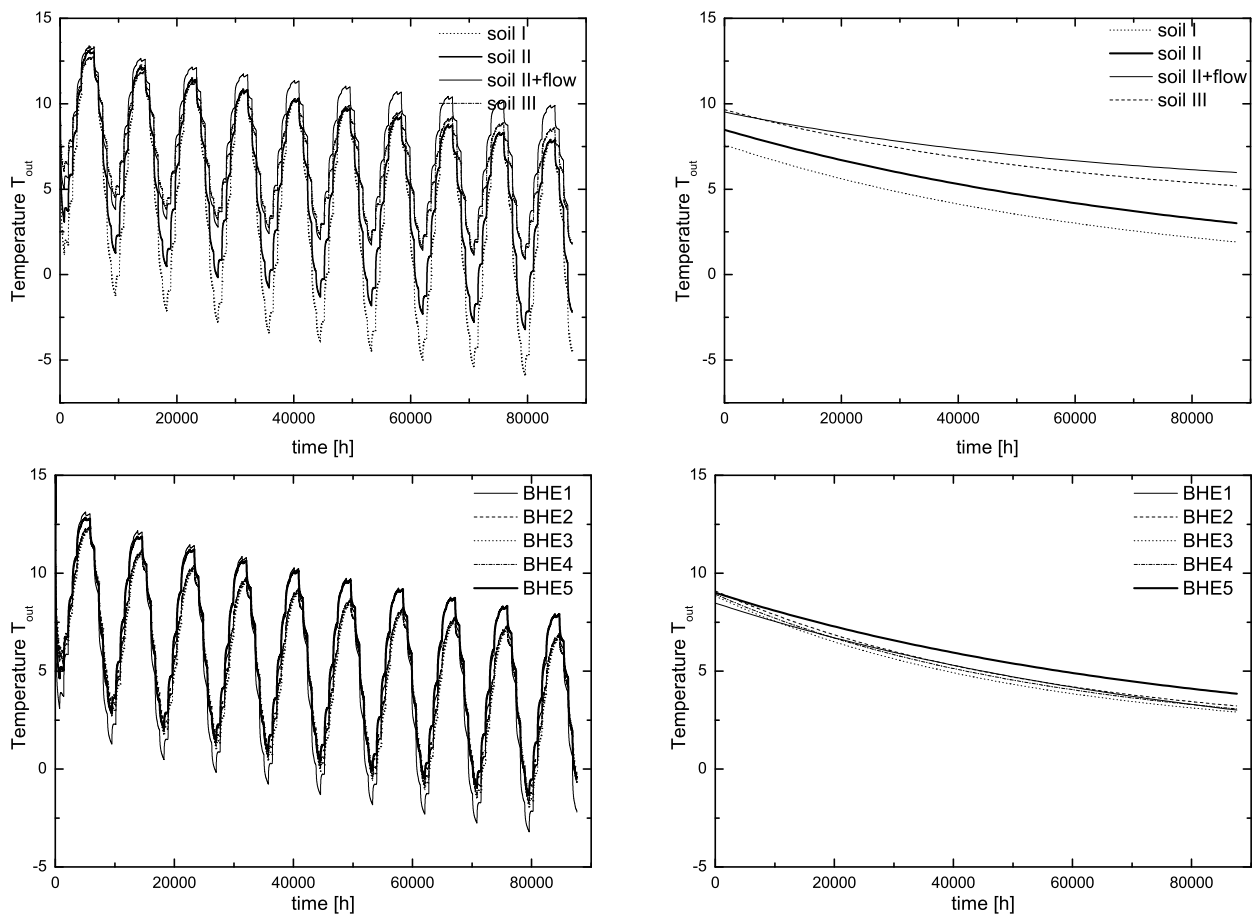 15
10
5
0
-5
0
20000
40000
60000
80000
Temperature T_out
time [h]
soil I
soil II
soil II+flow
soil III
15
10
5
0
-5
0
20000
40000
60000
80000
Temperature T_out
time [h]
soil I
soil II
soil II+flow
soil III
15
10
5
0
-5
0
20000
40000
60000
80000
Temperature T_out
time [h]
BHE1
BHE2
BHE3
BHE4
BHE5
15
10
5
0
-5
0
20000
40000
60000
80000
Temperature T_out
time [h]
BHE1
BHE2
BHE3
BHE4
BHE5